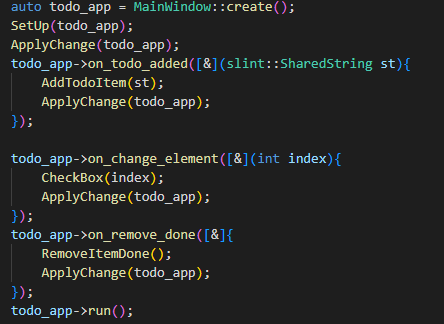 auto todo_app = MainWindow::create();
SetUp(todo_app);
ApplyChange(todo_app);
todo_app->on_todo_added([&](slint::SharedString st){
    AddTodoItem(st);
    ApplyChange(todo_app);
});

todo_app->on_change_element([&](int index){
    CheckBox(index);
    ApplyChange(todo_app);
});
todo_app->on_remove_done([&]{
    RemoveItemDone();
    ApplyChange(todo_app);
});
todo_app->run();